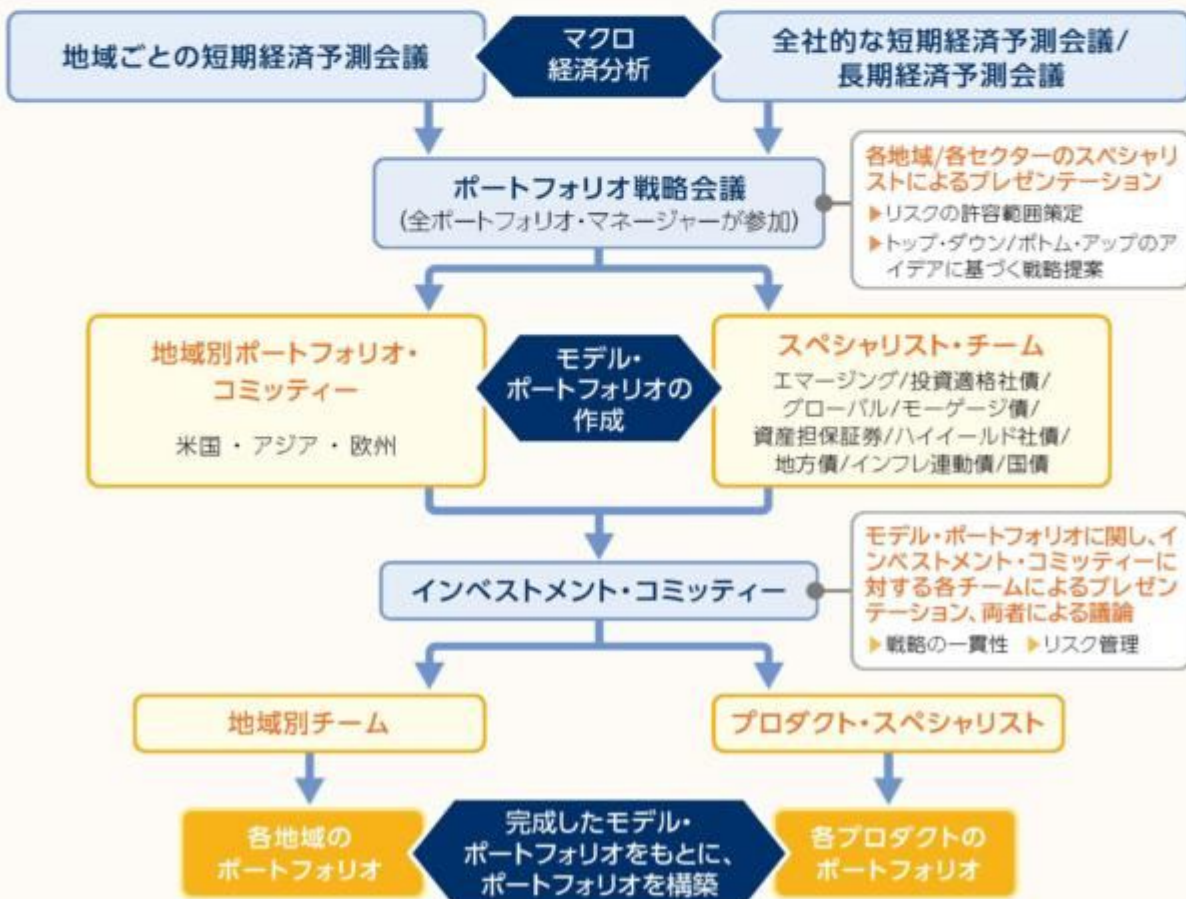 地域ごとの短期経済予測会議
マクロ
経済分析
全社的な短期経済予測会議/
長期経済予測会議
ポートフォリオ戦略会議
(全ポートフォリオ・マネージャーが参加)
各地域/各セクターのスペシャリ
ストによるプレゼンテーション
▶リスクの許容範囲策定
▶トップ・ダウン/ボトム・アップのア
イデアに基づく戦略提案
地域別ポートフォリオ・
コミッティー
米国・アジア・欧州
モデル・
ポートフォリオの
作成
スペシャリスト・チーム
エマージング/投資適格社債/
グローバル/モーゲージ債/
資産担保証券/ハイイールド社債/
地方債/インフレ連動債/国債
インベストメント・コミッティー
モデル・ポートフォリオに関し、イ
ンベストメント・コミッティーに
対する各チームによるプレゼン
テーション、両者による議論
▶戦略の一貫性 ▶リスク管理
地域別チーム
プロダクト・スペシャリスト
各地域の
ポートフォリオ
完成したモデル・
ポートフォリオをもとに、
ポートフォリオを構築
各プロダクトの
ポートフォリオ